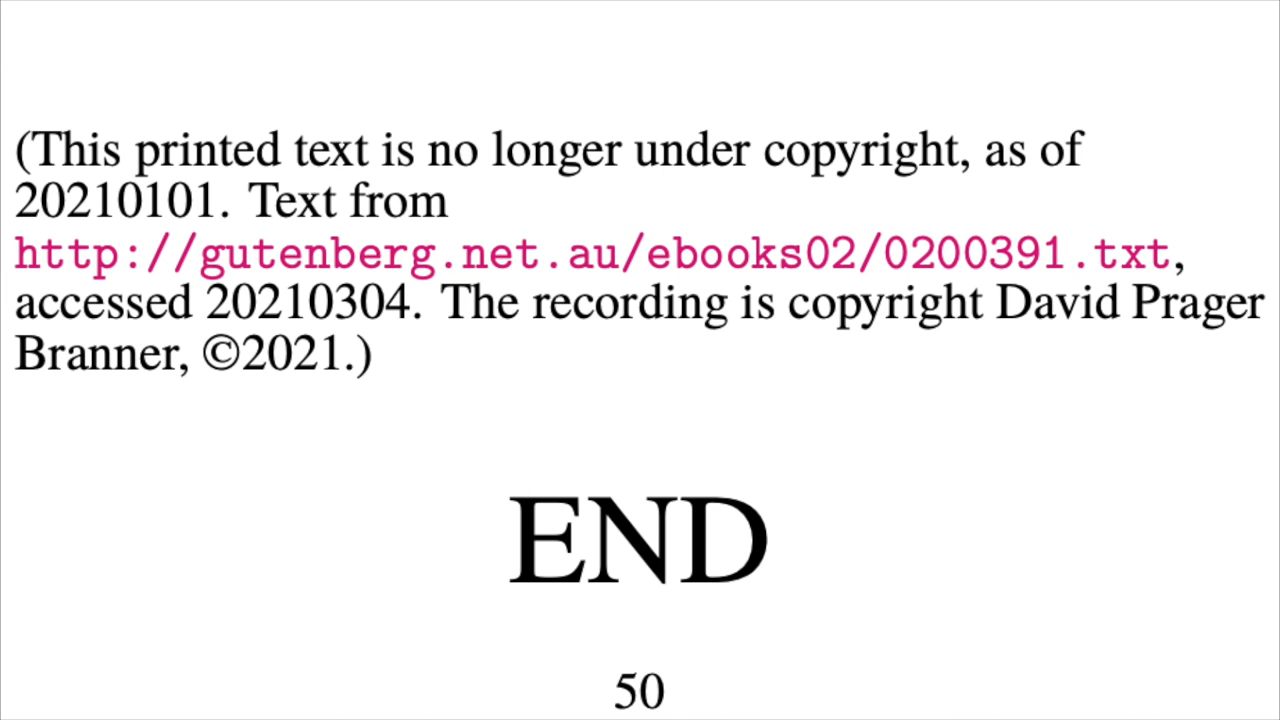 (This printed text is no longer under copyright, as of
20210101. Text from
http://gutenberg.net.au/ebooks02/0200391.txt,
accessed 20210304. The recording is copyright David Prager
Branner, ©2021.)
END
50